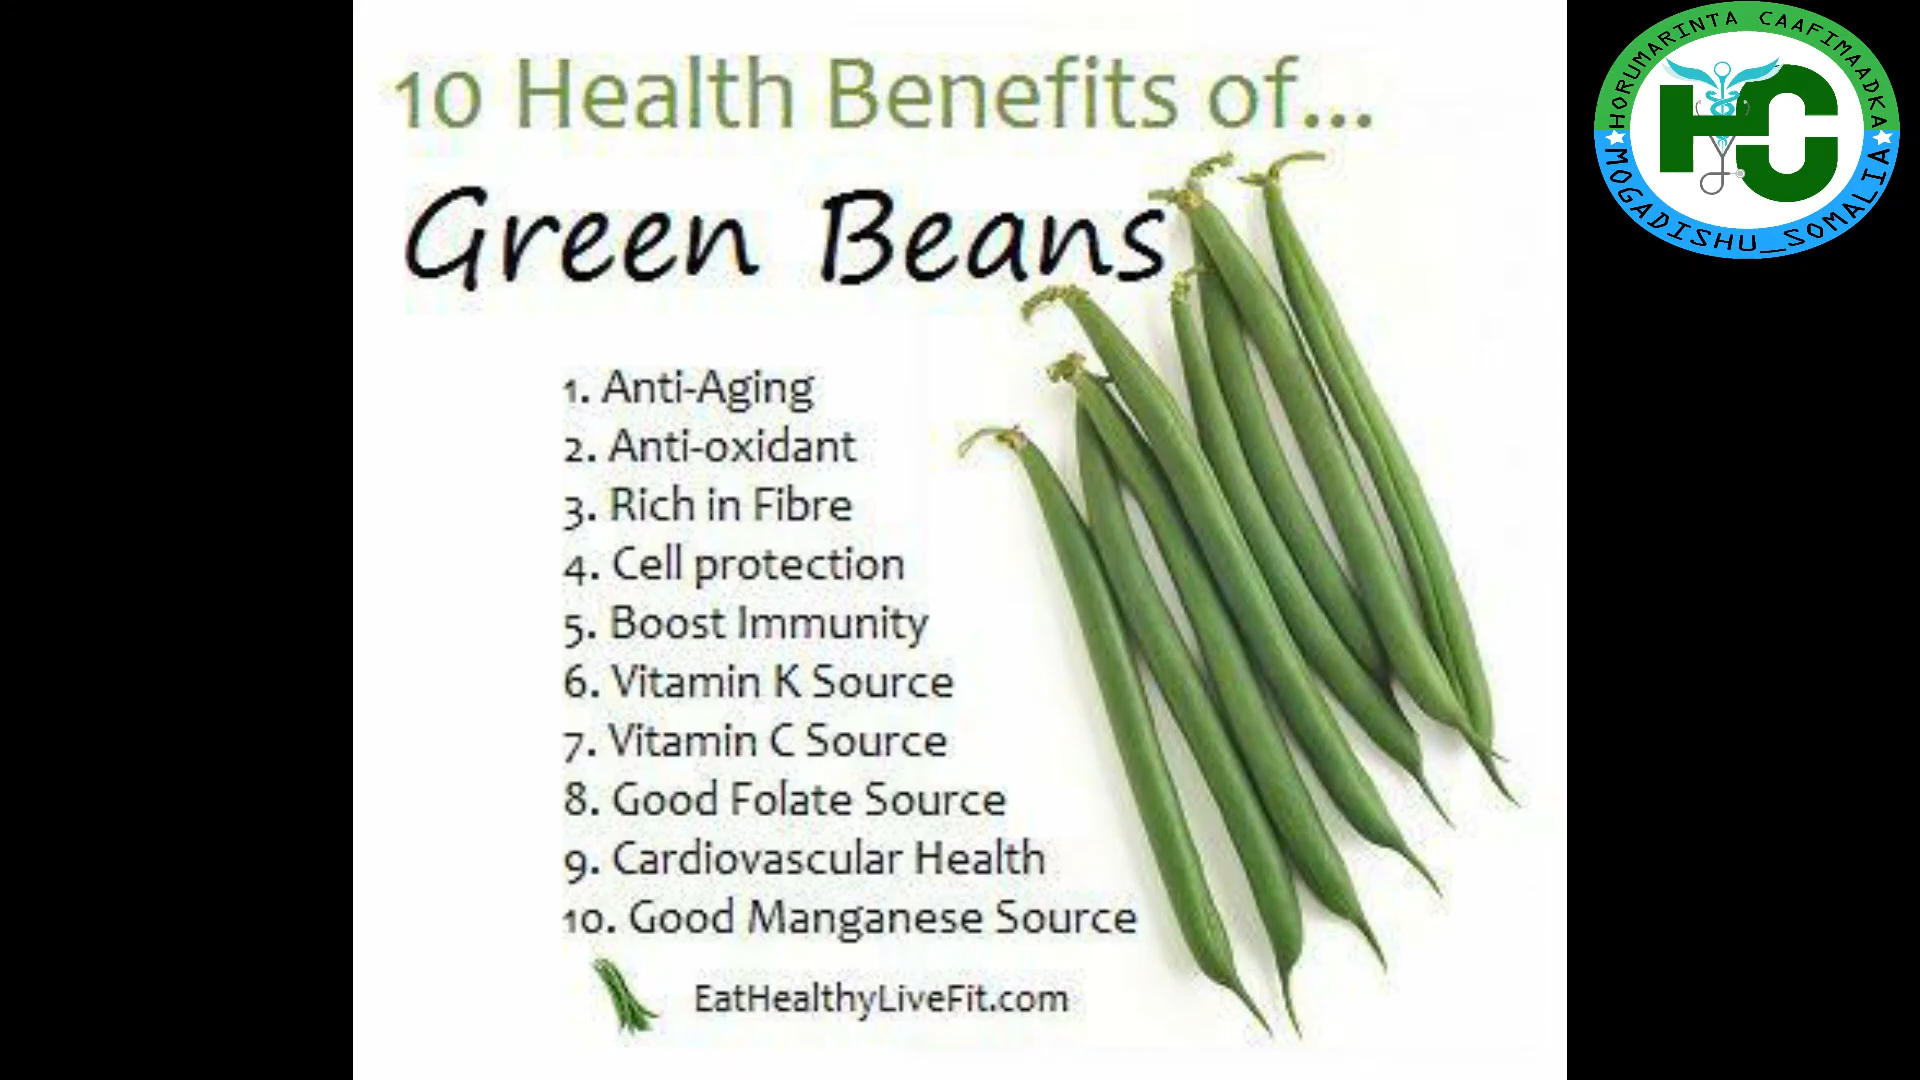 10 Health Benefits of...
Green Beans
1. Anti-Aging
2. Anti-oxidant
3. Rich in Fibre
4. Cell protection
5. Boost Immunity
6. Vitamin K Source
7. Vitamin C Source
8. Good Folate Source
9. Cardiovascular Health
10. Good Manganese Source
EatHealthyLiveFit.com
HORUMARINTA CAAFIMAADKA
HC
MOGADISHU_SOMALIA